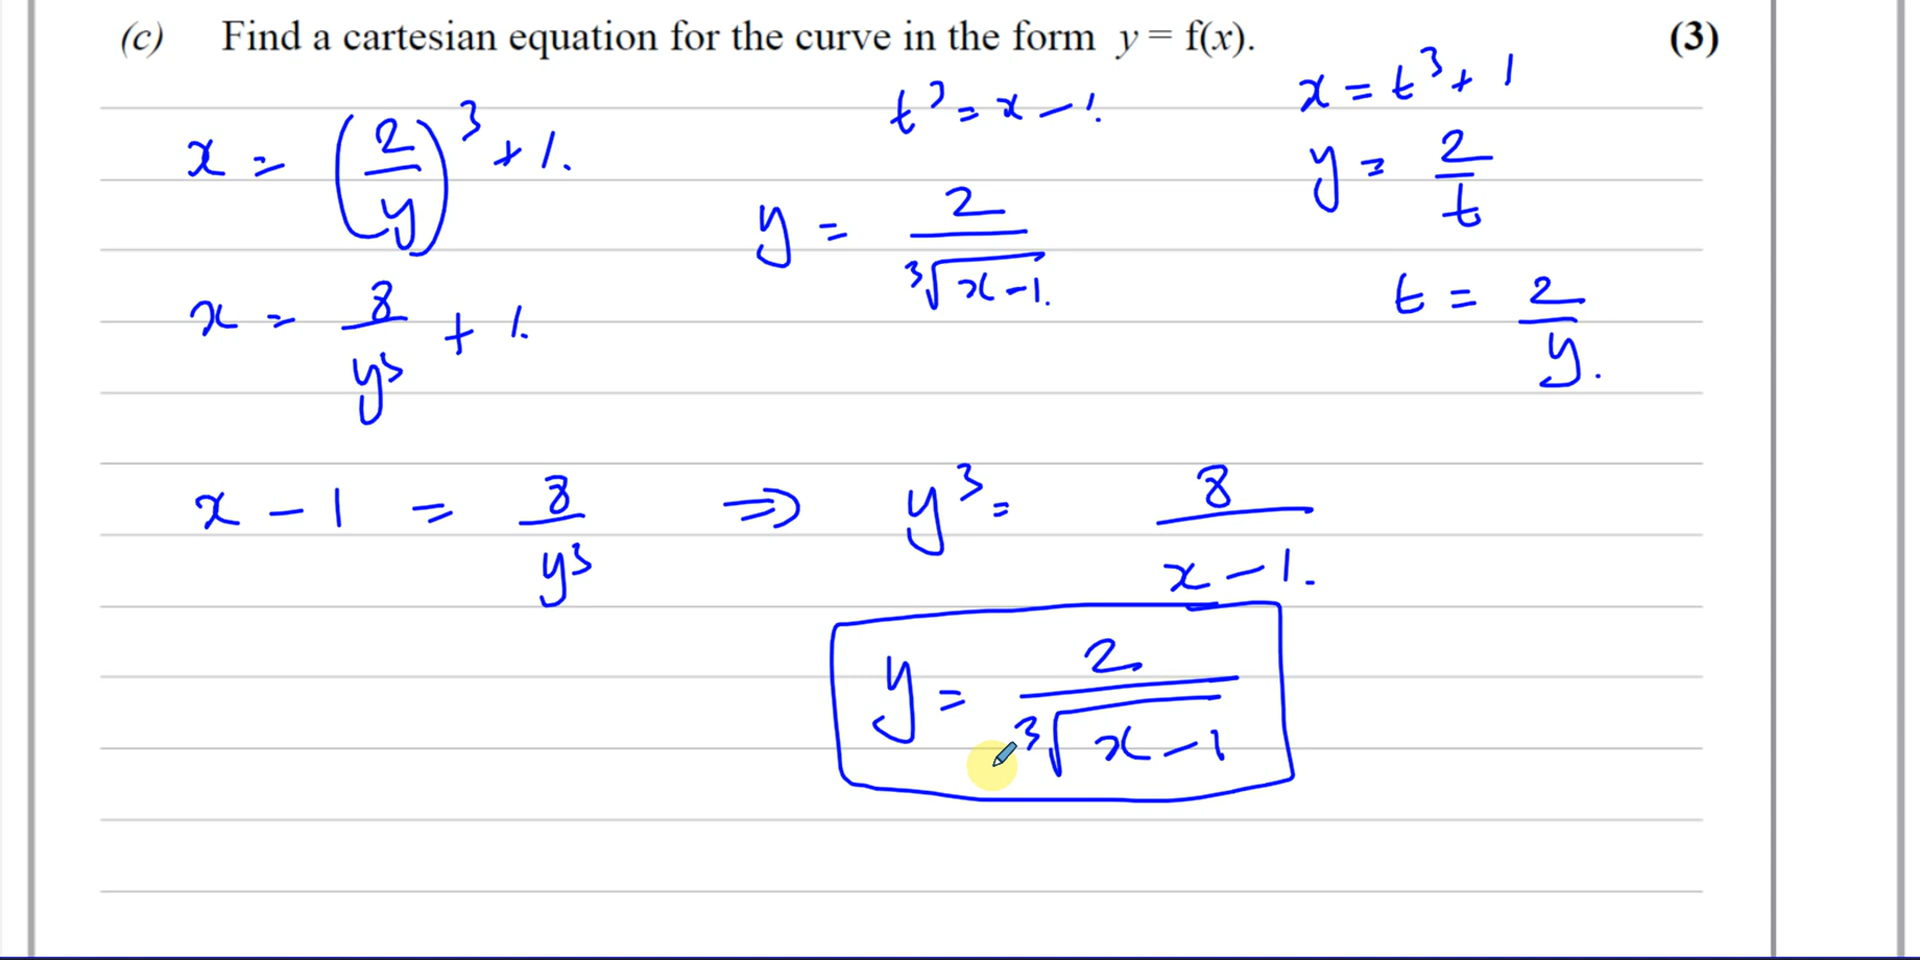 (c) Find a cartesian equation for the curve in the form y = f(x). (3)
x = t³ + 1
y = 2/t
t = 2/y.
t³ = x - 1.
y = 2/∛(x-1).
x = (2/y)³ + 1.
x = 8/y³ + 1.
x - 1 = 8/y³ ⇒ y³ = 8/(x - 1).
y = 2/∛(x-1)